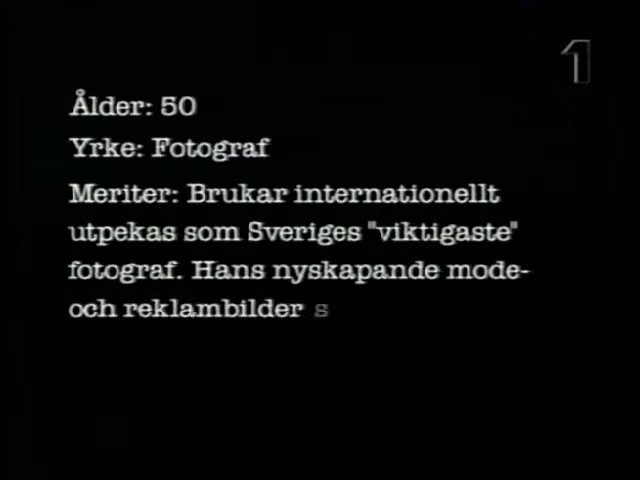 1
Ålder: 50
Yrke: Fotograf
Meriter: Brukar internationellt
utpekas som Sveriges "viktigaste"
fotograf. Hans nyskapande mode-
och reklambilder s